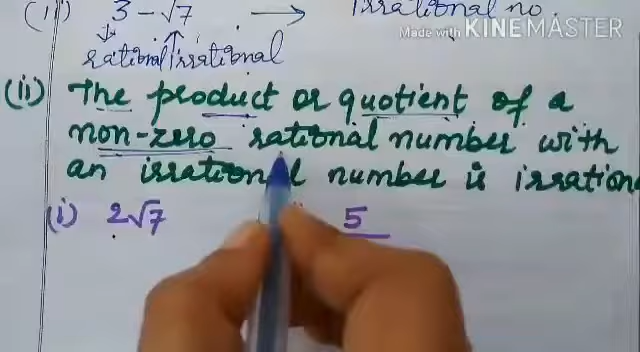 (ii) 3 - √7 → Irrational no.
Made with KINEMASTER
rational irrational
(ii) The product or quotient of a
non-zero rational number with
an irrational number is irration
(i) 2√7 5